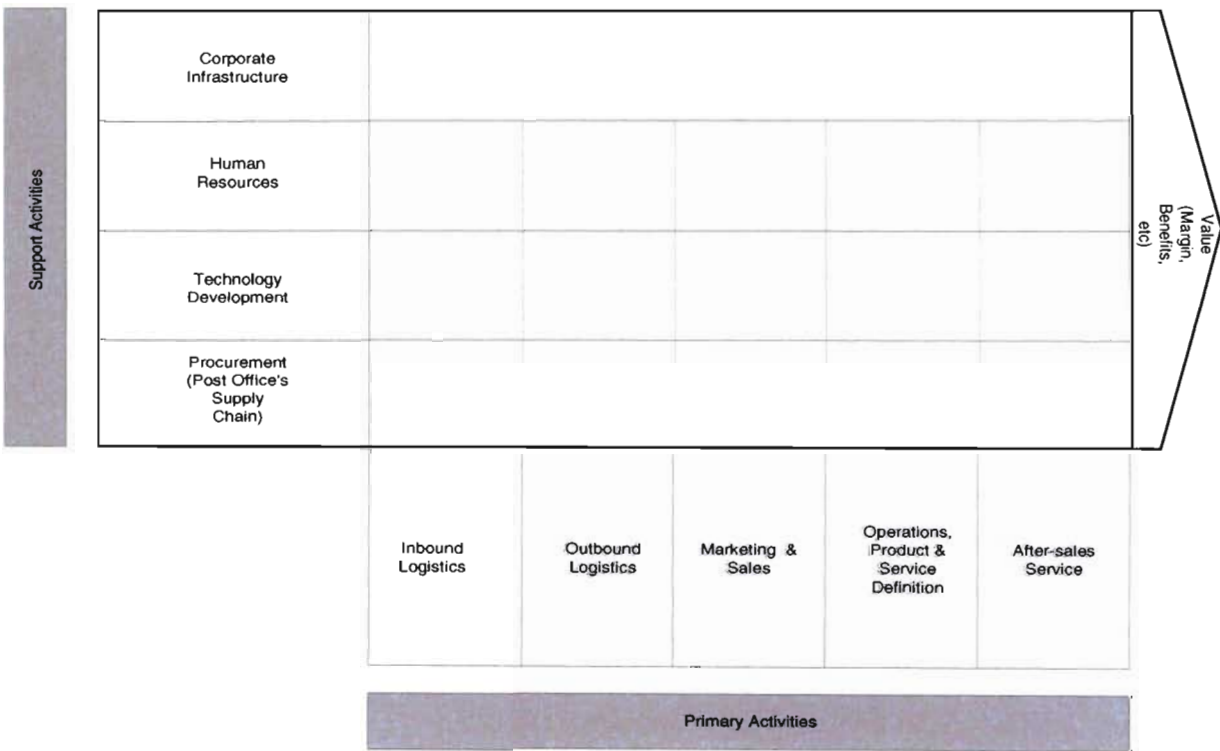 Support Activities
Corporate
Infrastructure
Human
Resources
Technology
Development
Procurement
(Post Office's
Supply
Chain)
Value
(Margin,
Benefits,
etc)
Inbound
Logistics
Outbound
Logistics
Marketing &
Sales
Operations,
Product &
Service
Definition
After-sales
Service
Primary Activities